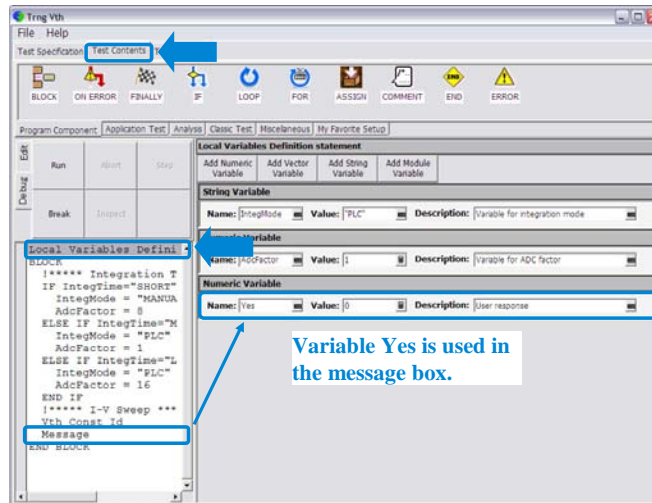 Trng Vth
File Help
Test Specification Test Contents T
BLOCK ON ERROR FINALLY IF LOOP FOR ASSIGN COMMENT END ERROR
Program Component Application Test Analysis Classic Test Miscelaneous My Favorite Setup
Edit
Debug
Run Abort Stop
Break Inspect
Local Variables Definition statement
Add Numeric Variable Add Vector Variable Add String Variable Add Module Variable
String Variable
Name: IntegMode Value: "PLC" Description: Variable for integration mode
Numeric Variable
Name: AdcFactor Value: 1 Description: Variable for ADC factor
Numeric Variable
Name: Yes Value: 0 Description: User response
Variable Yes is used in
the message box.
Local Variables Defini
BLOCK
!***** Integration T
IF IntegTime="SHORT"
IntegMode = "MANUA
AdcFactor = 8
ELSE IF IntegTime="M
IntegMode = "PLC"
AdcFactor = 1
ELSE IF IntegTime="L
IntegMode = "PLC"
AdcFactor = 16
END IF
!***** I-V Sweep ***
Vth Const Id
Message
END BLOCK